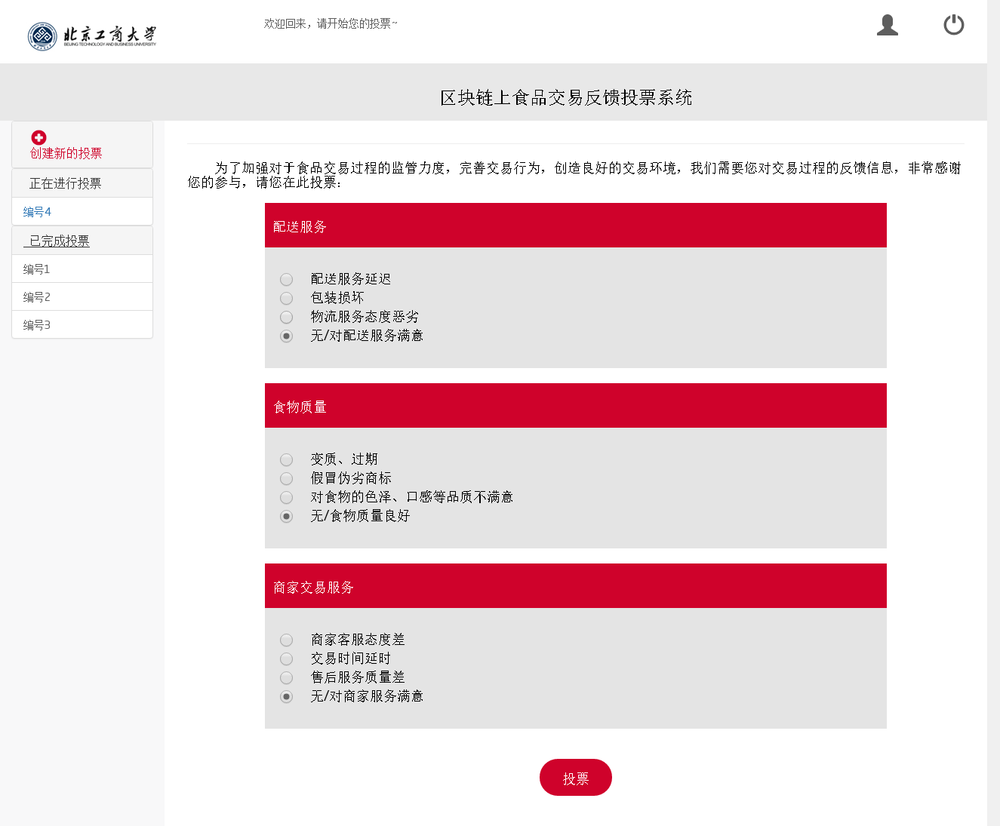 北京工商大学
BEIJING TECHNOLOGY AND BUSINESS UNIVERSITY
欢迎回来，请开始您的投票~
区块链上食品交易反馈投票系统
创建新的投票
正在进行投票
编号4
已完成投票
编号1
编号2
编号3
为了加强对于食品交易过程的监管力度，完善交易行为，创造良好的交易环境，我们需要您对交易过程的反馈信息，非常感谢
您的参与，请您在此投票：
配送服务
配送服务延迟
包装损坏
物流服务态度恶劣
无/对配送服务满意
食物质量
变质、过期
假冒伪劣商标
对食物的色泽、口感等品质不满意
无/食物质量良好
商家交易服务
商家客服态度差
交易时间延时
售后服务质量差
无/对商家服务满意
投票